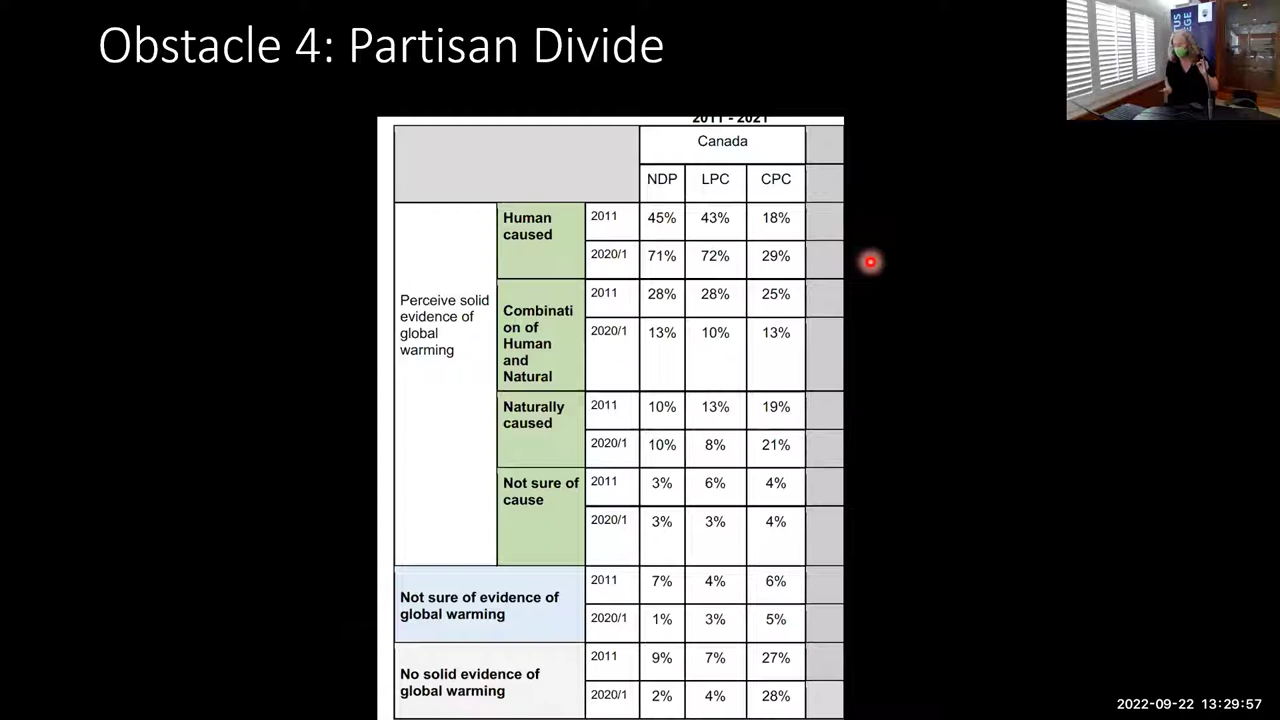 Obstacle 4: Partisan Divide
2011 - 2021
Canada
NDP LPC CPC
Human caused 2011 45% 43% 18%
2020/1 71% 72% 29%
Perceive solid evidence of global warming
Combinati on of Human and Natural 2011 28% 28% 25%
2020/1 13% 10% 13%
Naturally caused 2011 10% 13% 19%
2020/1 10% 8% 21%
Not sure of cause 2011 3% 6% 4%
2020/1 3% 3% 4%
Not sure of evidence of global warming 2011 7% 4% 6%
2020/1 1% 3% 5%
No solid evidence of global warming 2011 9% 7% 27%
2020/1 2% 4% 28%
2022-09-22 13:29:57